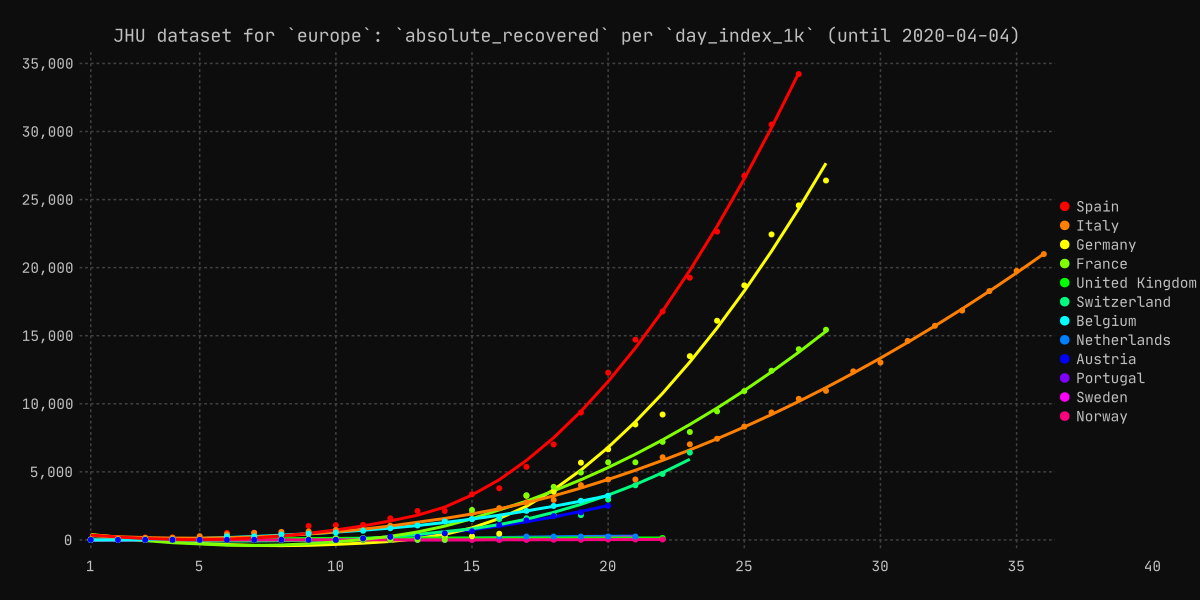 JHU dataset for `europe`: `absolute_recovered` per `day_index_1k` (until 2020-04-04)
35,000
30,000
25,000
20,000
15,000
10,000
5,000
0
1 5 10 15 20 25 30 35 40
Spain
Italy
Germany
France
United Kingdom
Switzerland
Belgium
Netherlands
Austria
Portugal
Sweden
Norway